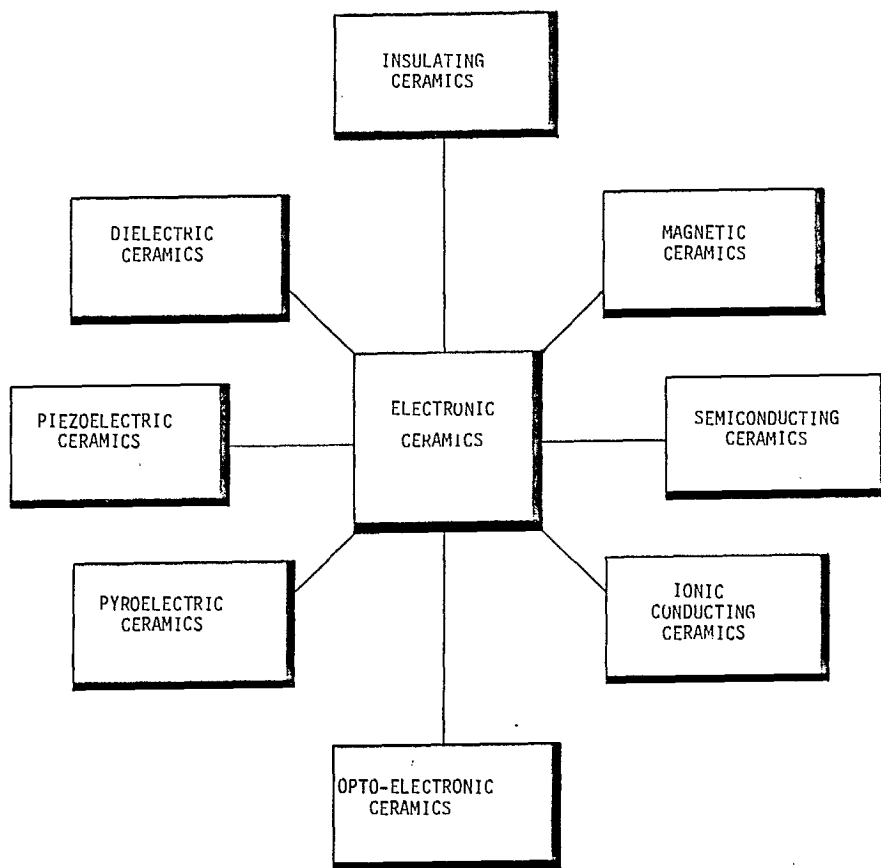 INSULATING
CERAMICS
DIELECTRIC
CERAMICS
MAGNETIC
CERAMICS
PIEZOELECTRIC
CERAMICS
ELECTRONIC
CERAMICS
SEMICONDUCTING
CERAMICS
PYROELECTRIC
CERAMICS
IONIC
CONDUCTING
CERAMICS
OPTO-ELECTRONIC
CERAMICS